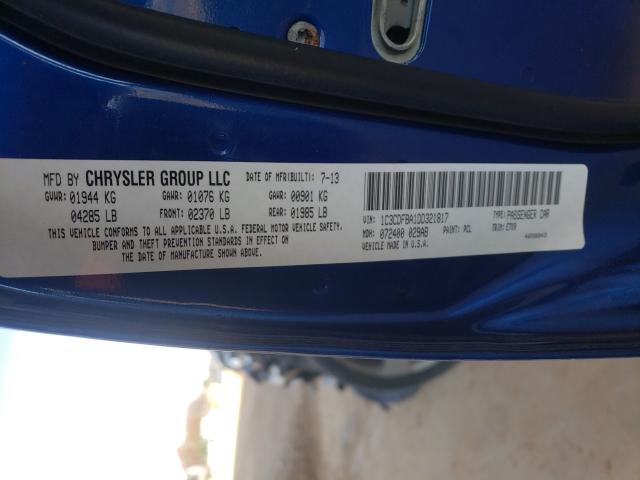 MFD BY CHRYSLER GROUP LLC DATE OF MFR(BUILT): 7-13
GVWR: 01944 KG GAWR: 01076 KG GAWR: 00901 KG
04285 LB FRONT: 02370 LB REAR: 01985 LB
THIS VEHICLE CONFORMS TO ALL APPLICABLE U.S.A. FEDERAL MOTOR VEHICLE SAFETY,
BUMPER AND THEFT PREVENTION STANDARDS IN EFFECT ON
THE DATE OF MANUFACTURE SHOWN ABOVE.
VIN: 1C3CDFBA1DD321817 TYPE: PASSENGER CAR
MDH: 072400 029AB PAINT: PCL TRIM:
VEHICLE MADE IN U.S.A.